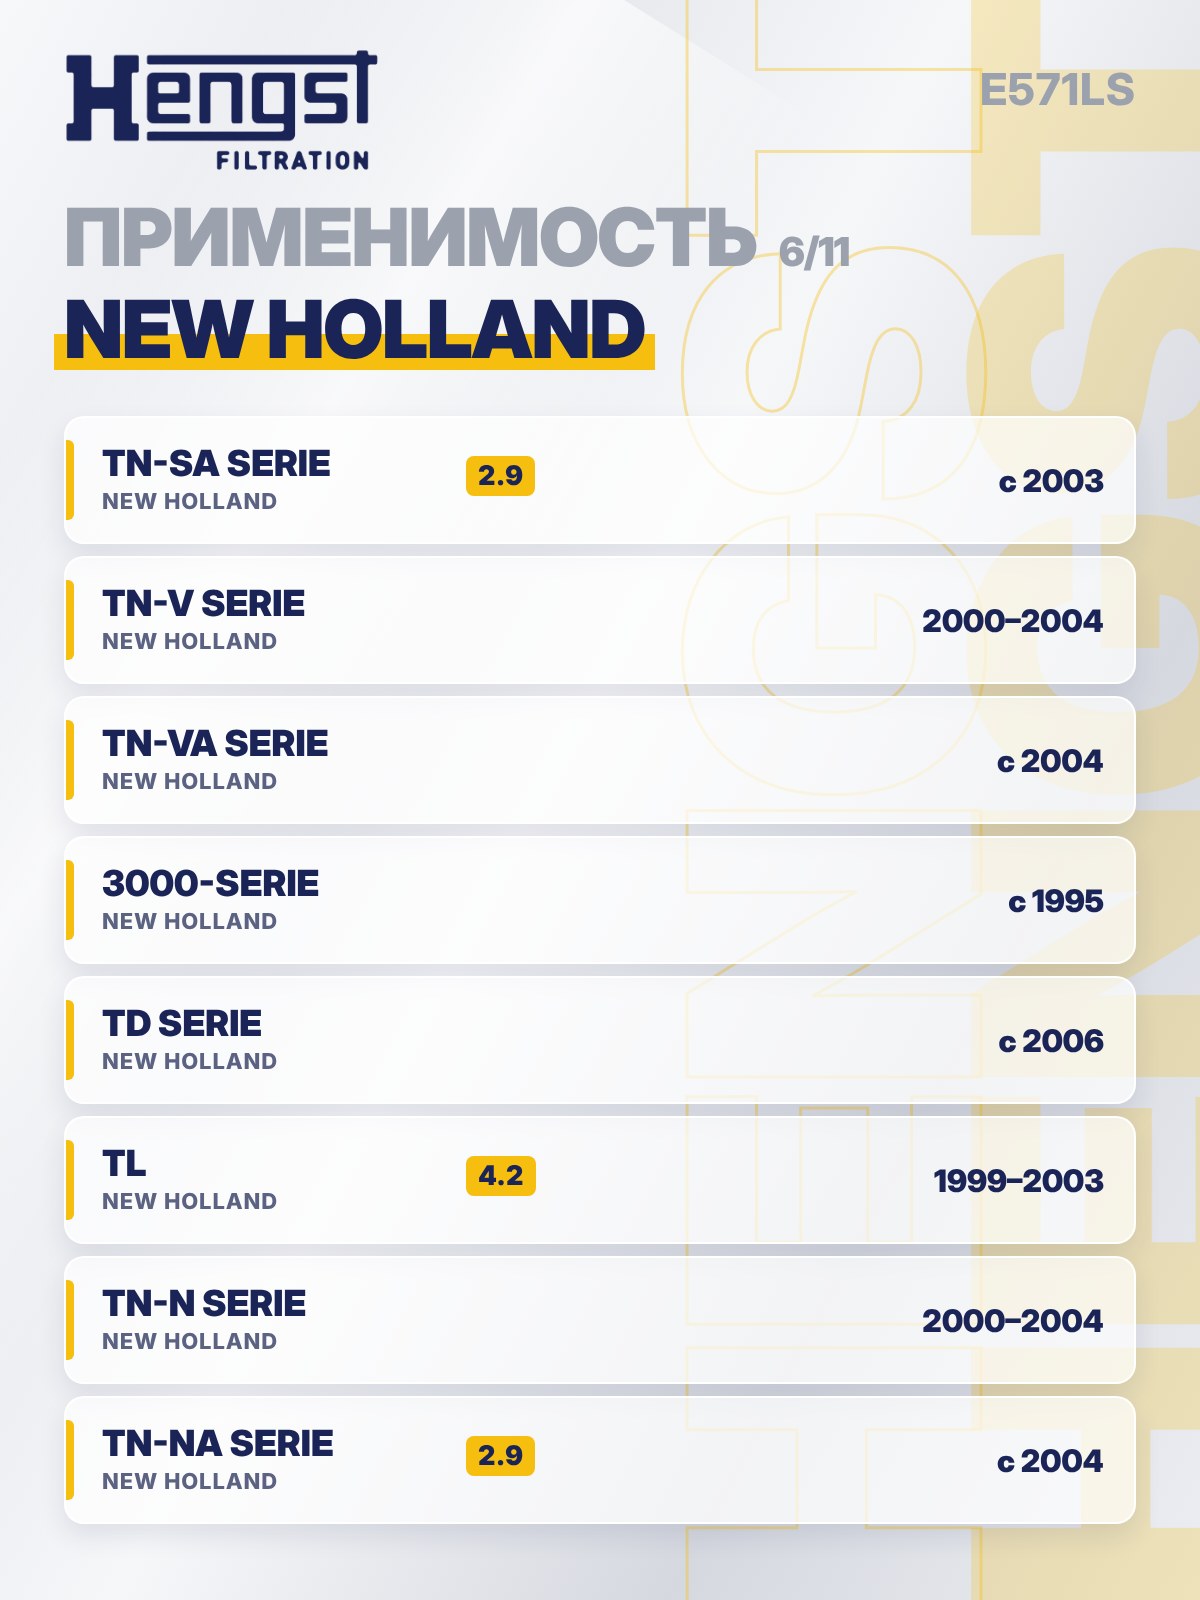 Hengst
FILTRATION
E571LS
ПРИМЕНИМОСТЬ 6/11
NEW HOLLAND
TN-SA SERIE
NEW HOLLAND
2.9
с 2003
TN-V SERIE
NEW HOLLAND
2000–2004
TN-VA SERIE
NEW HOLLAND
с 2004
3000-SERIE
NEW HOLLAND
с 1995
TD SERIE
NEW HOLLAND
с 2006
TL
NEW HOLLAND
4.2
1999–2003
TN-N SERIE
NEW HOLLAND
2000–2004
TN-NA SERIE
NEW HOLLAND
2.9
с 2004
HENGST
HENGST